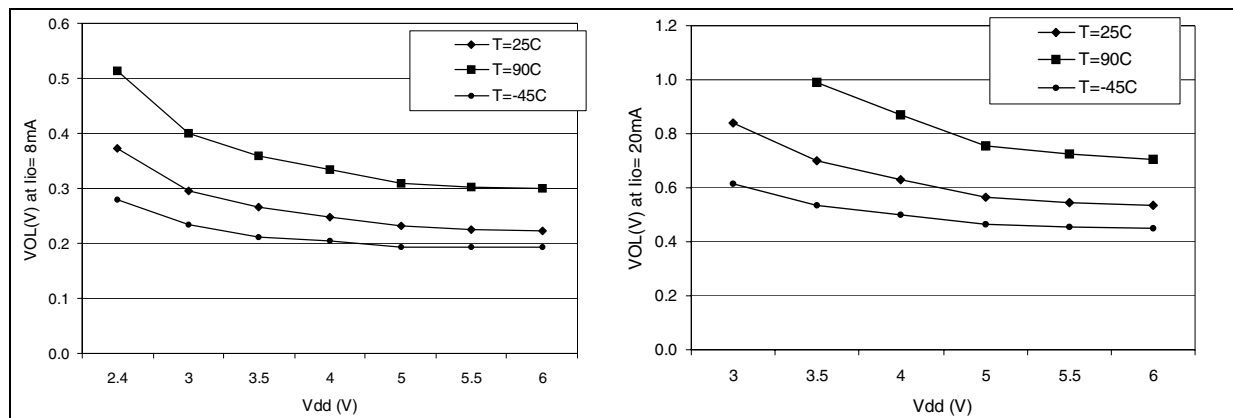 0.6
0.5
0.4
0.3
0.2
0.1
0.0
VOL(V) at Iio= 8mA
2.4 3 3.5 4 5 5.5 6
Vdd (V)
T=25C
T=90C
T=-45C
1.2
1.0
0.8
0.6
0.4
0.2
0.0
VOL(V) at Iio= 20mA
3 3.5 4 5 5.5 6
Vdd (V)
T=25C
T=90C
T=-45C